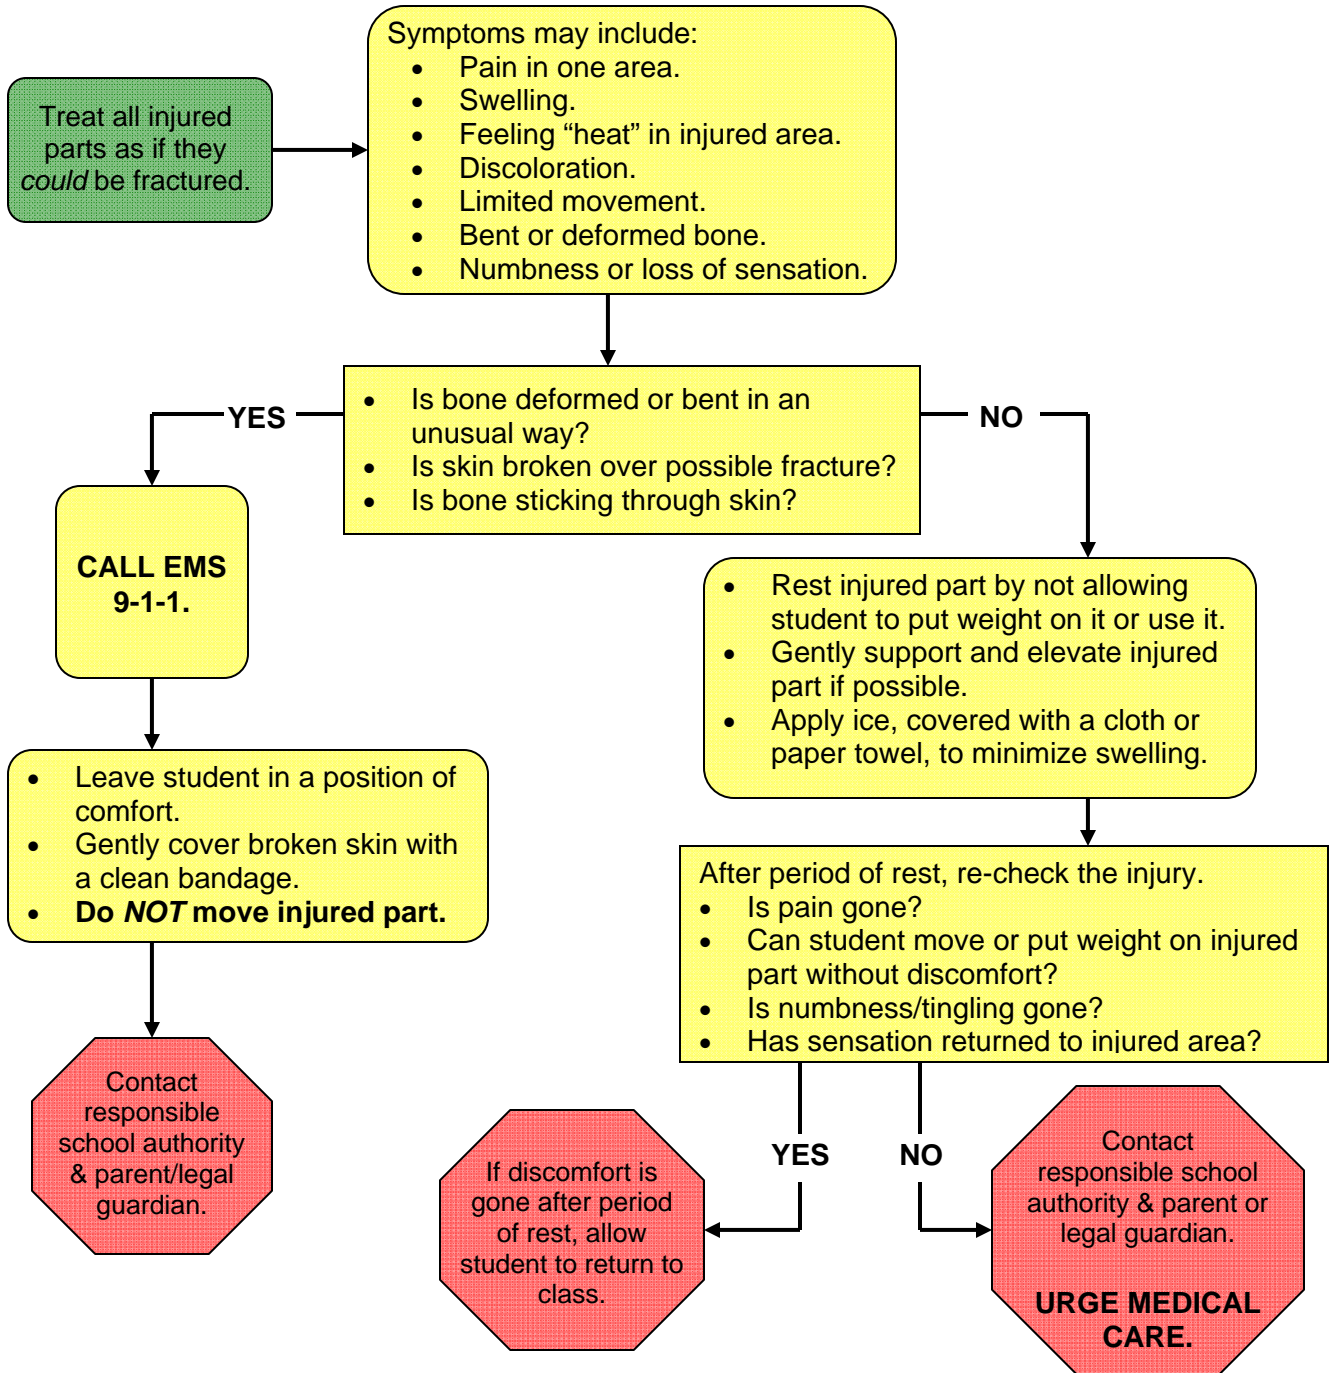 Treat all injured
parts as if they
could be fractured.
Symptoms may include:
• Pain in one area.
• Swelling.
• Feeling “heat” in injured area.
• Discoloration.
• Limited movement.
• Bent or deformed bone.
• Numbness or loss of sensation.
• Is bone deformed or bent in an
unusual way?
• Is skin broken over possible fracture?
• Is bone sticking through skin?
YES
NO
CALL EMS
9-1-1.
• Leave student in a position of
comfort.
• Gently cover broken skin with
a clean bandage.
• Do NOT move injured part.
Contact
responsible
school authority
& parent/legal
guardian.
• Rest injured part by not allowing
student to put weight on it or use it.
• Gently support and elevate injured
part if possible.
• Apply ice, covered with a cloth or
paper towel, to minimize swelling.
After period of rest, re-check the injury.
• Is pain gone?
• Can student move or put weight on injured
part without discomfort?
• Is numbness/tingling gone?
• Has sensation returned to injured area?
YES
NO
If discomfort is
gone after period
of rest, allow
student to return to
class.
Contact
responsible school
authority & parent or
legal guardian.
URGE MEDICAL
CARE.